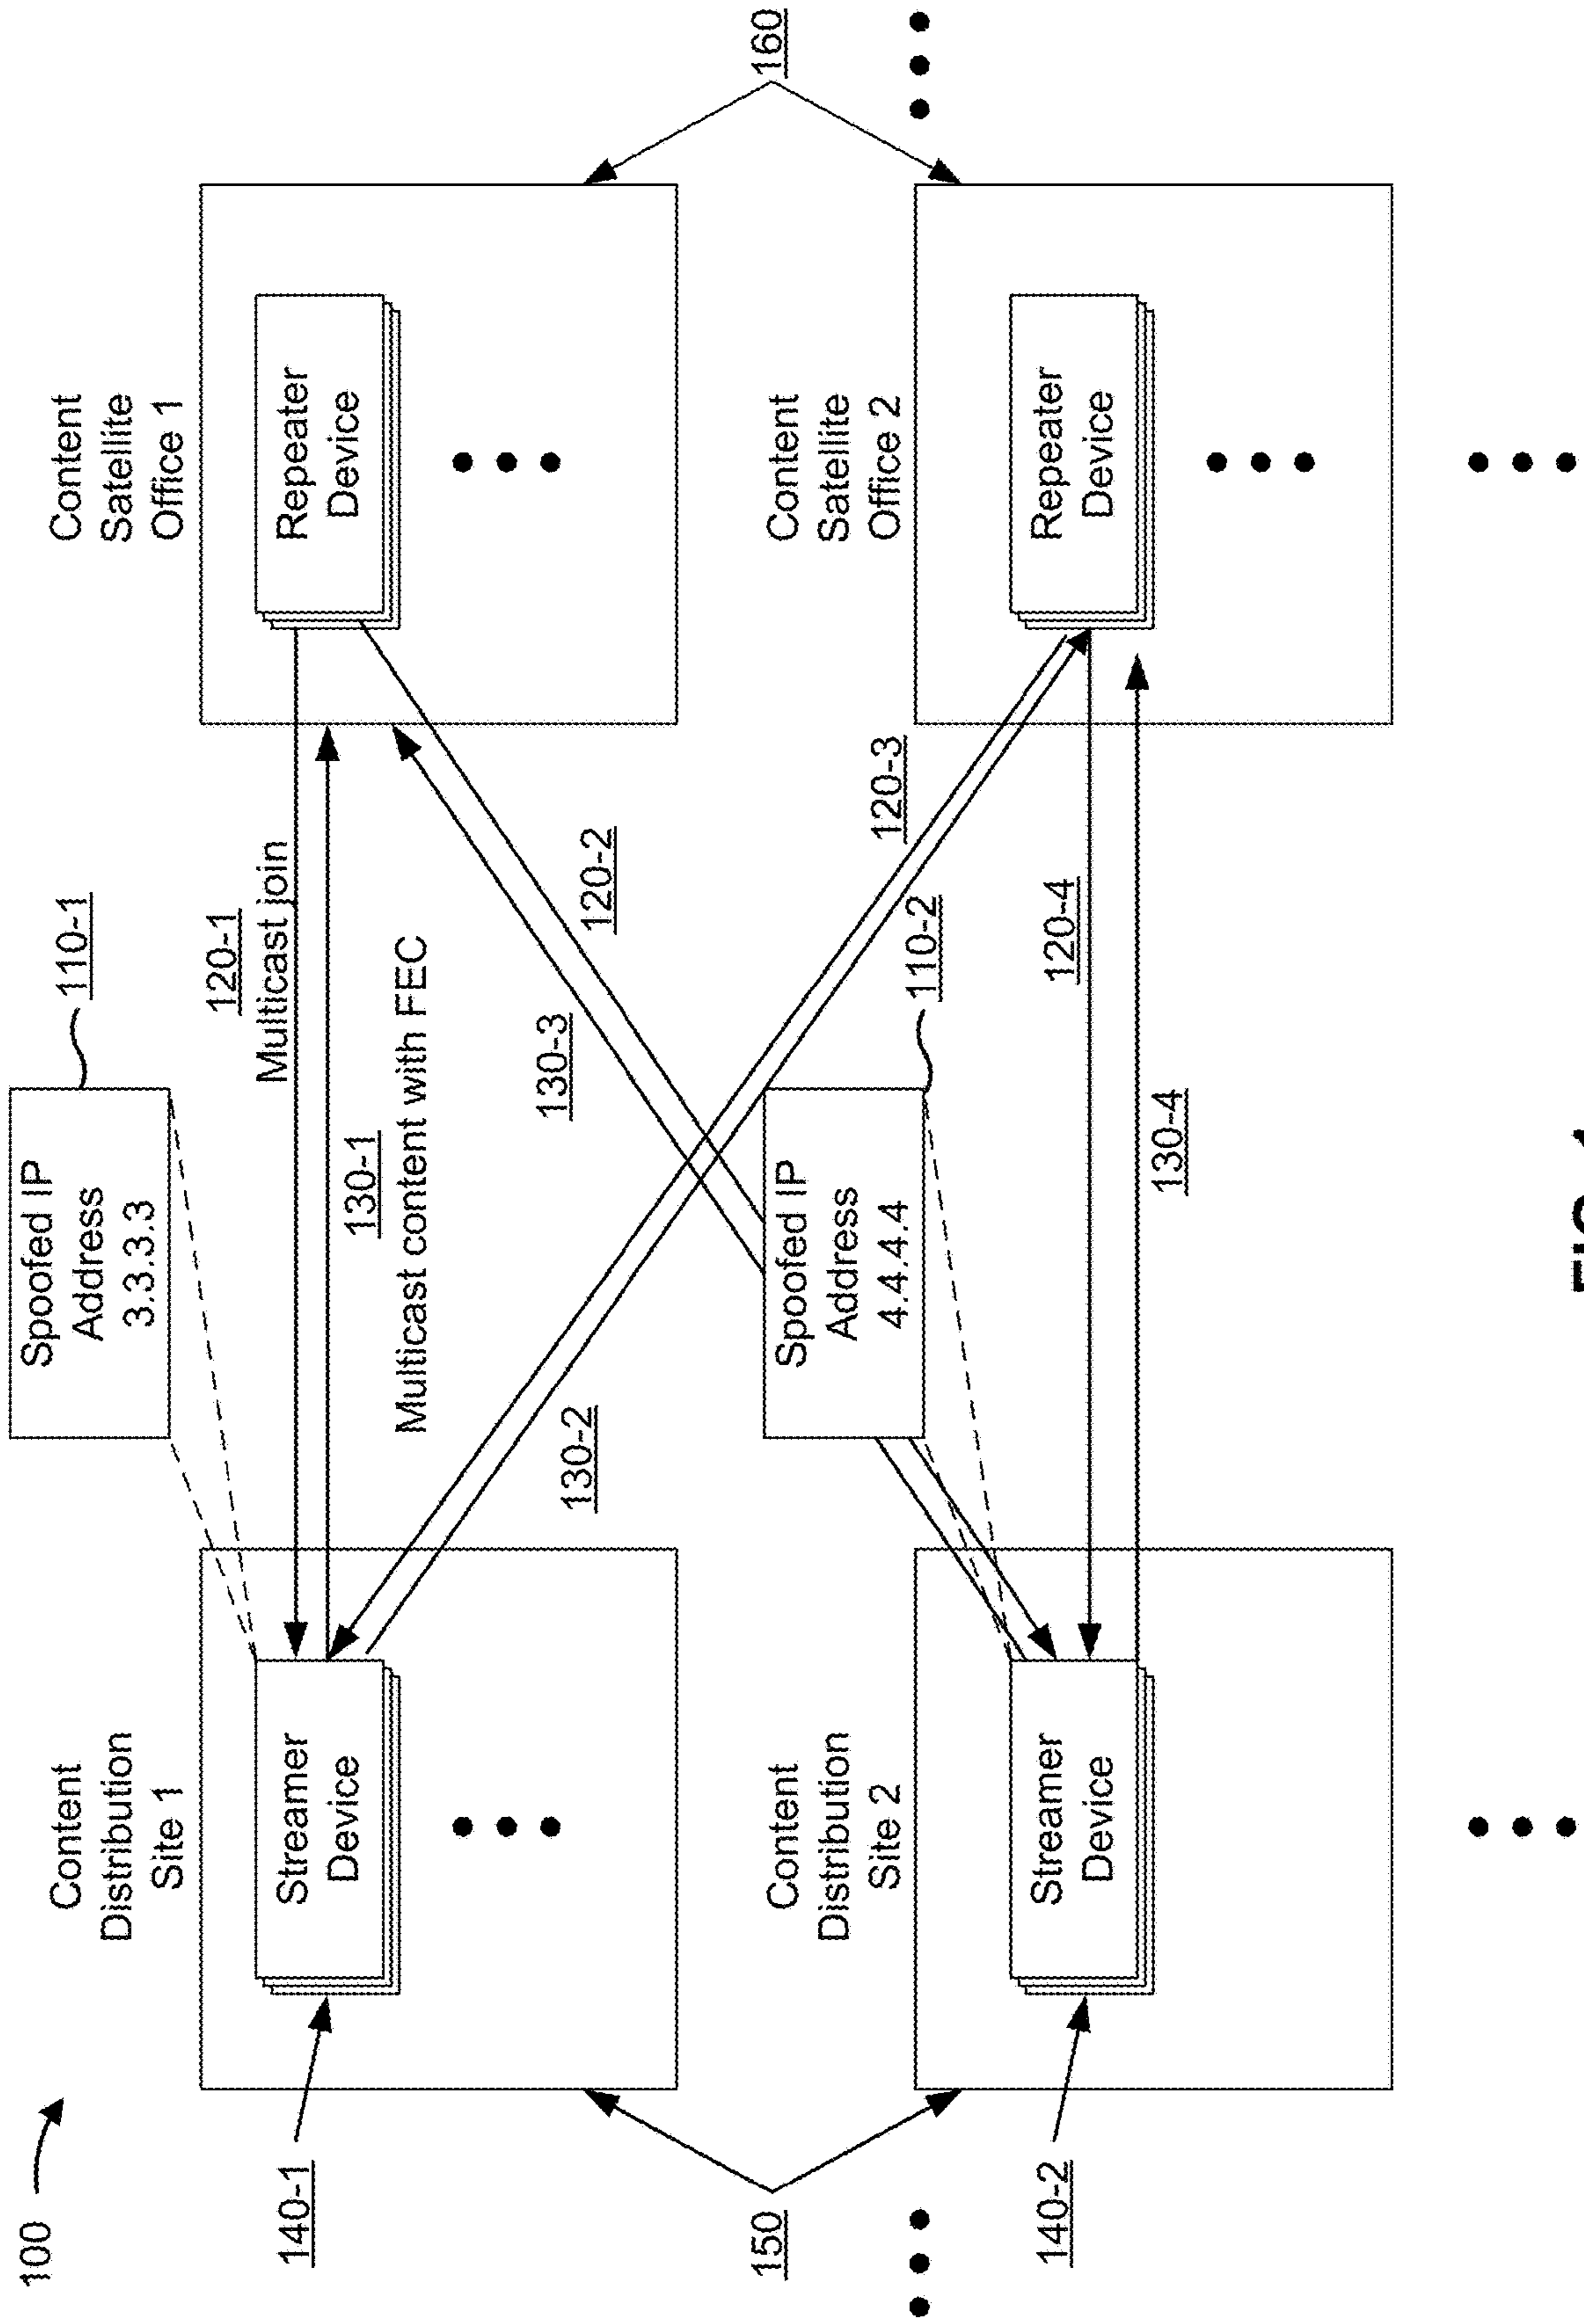 100
Content
Distribution
Site 1
Streamer
Device
140-1
Spoofed IP
Address
3.3.3.3
110-1
120-1
Multicast join
130-1
Multicast content with FEC
Content
Satellite
Office 1
Repeater
Device
130-2
130-3
120-2
120-3
150
160
Content
Distribution
Site 2
Streamer
Device
140-2
Spoofed IP
Address
4.4.4.4
110-2
120-4
130-4
Content
Satellite
Office 2
Repeater
Device